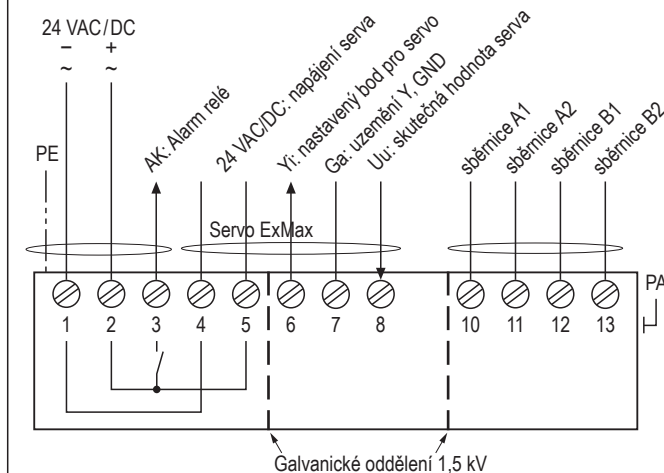 24 VAC/DC
− +
~ ~
PE
AK: Alarm relé
24 VAC/DC: napájení serva
Yi: nastavený bod pro servo
Ga: uzemění Y, GND
Uu: skutečná hodnota serva
sběrnice A1
sběrnice A2
sběrnice B1
sběrnice B2
Servo ExMax
PA
1 2 3 4 5 6 7 8 10 11 12 13
Galvanické oddělení 1,5 kV